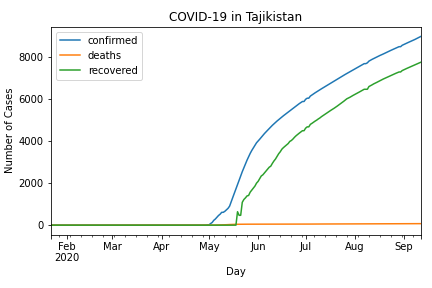 COVID-19 in Tajikistan
confirmed
deaths
recovered
Number of Cases
8000
6000
4000
2000
0
Feb Mar Apr May Jun Jul Aug Sep
2020
Day